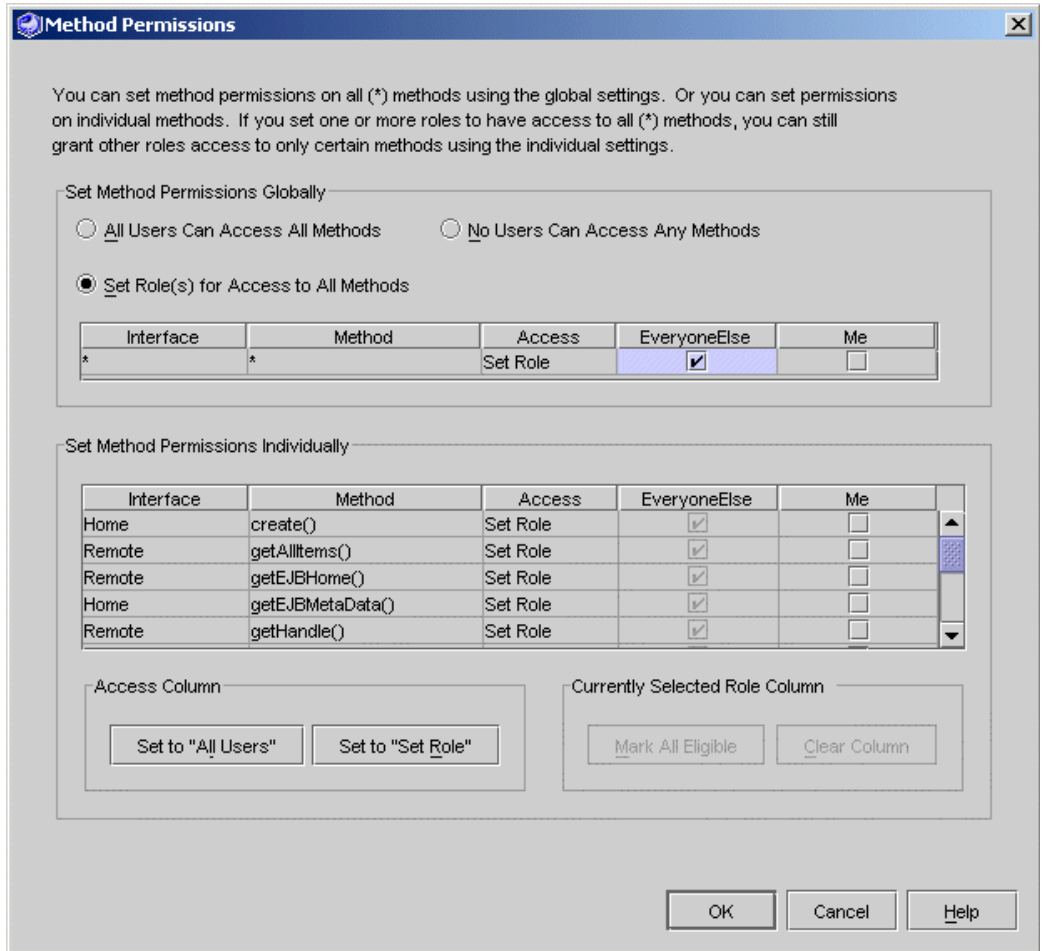 Method Permissions
You can set method permissions on all (*) methods using the global settings. Or you can set permissions
on individual methods. If you set one or more roles to have access to all (*) methods, you can still
grant other roles access to only certain methods using the individual settings.
Set Method Permissions Globally
All Users Can Access All Methods No Users Can Access Any Methods
Set Role(s) for Access to All Methods
Interface Method Access EveryoneElse Me
* * Set Role
Set Method Permissions Individually
Interface Method Access EveryoneElse Me
Home create() Set Role
Remote getAllItems() Set Role
Remote getEJBHome() Set Role
Home getEJBMetaData() Set Role
Remote getHandle() Set Role
Access Column Currently Selected Role Column
Set to "All Users" Set to "Set Role" Mark All Eligible Clear Column
OK Cancel Help